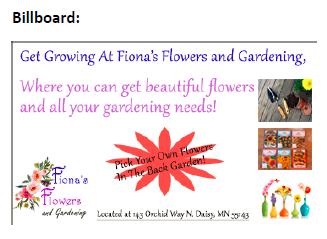 Billboard:
Get Growing At Fiona's Flowers and Gardening,
Where you can get beautiful flowers
and all your gardening needs!
Pick Your Own Flowers
In The Back Garden!
Fiona's
Flowers
and Gardening
Located at 143 Orchid Way N. Daisy, MN 55143